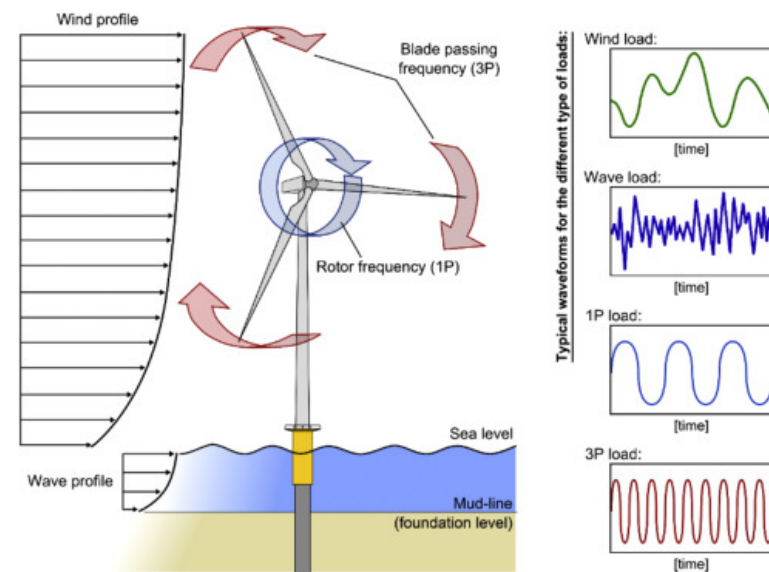 Wind profile
Blade passing
frequency (3P)
Rotor frequency (1P)
Sea level
Wave profile
Mud-line
(foundation level)
Typical waveforms for the different type of loads:
Wind load:
[time]
Wave load:
[time]
1P load:
[time]
3P load:
[time]